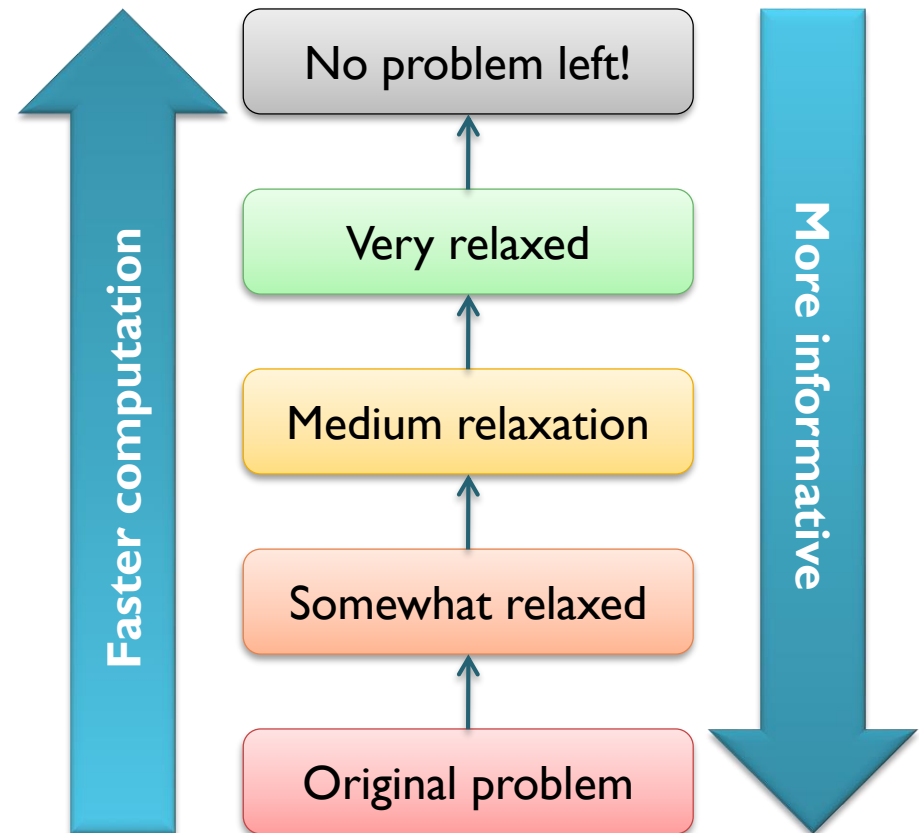 No problem left!
Very relaxed
Medium relaxation
Somewhat relaxed
Original problem
Faster computation
More informative